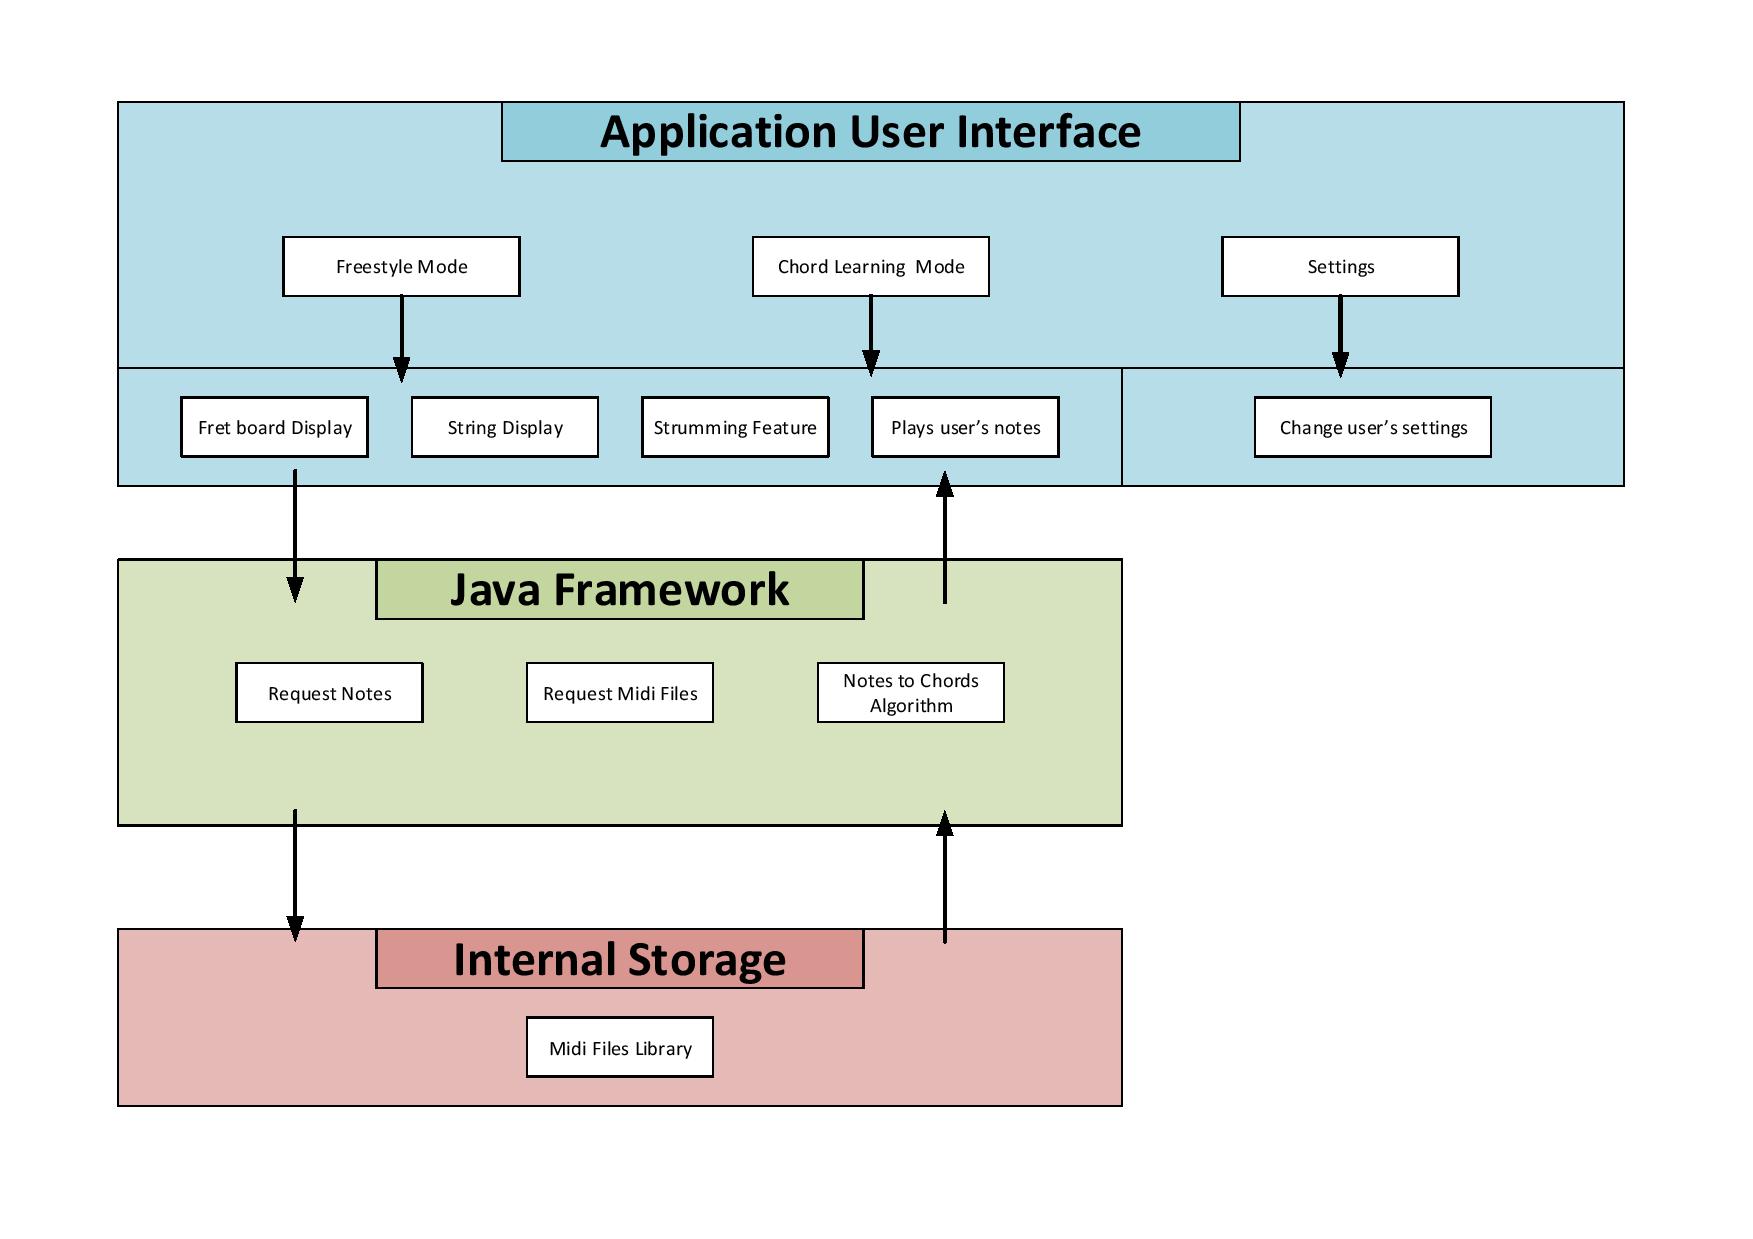 Application User Interface
Freestyle Mode
Chord Learning  Mode
Settings
Fret board Display
String Display
Strumming Feature
Plays user’s notes
Change user’s settings
Java Framework
Request Notes
Request Midi Files
Notes to Chords
Algorithm
Internal Storage
Midi Files Library